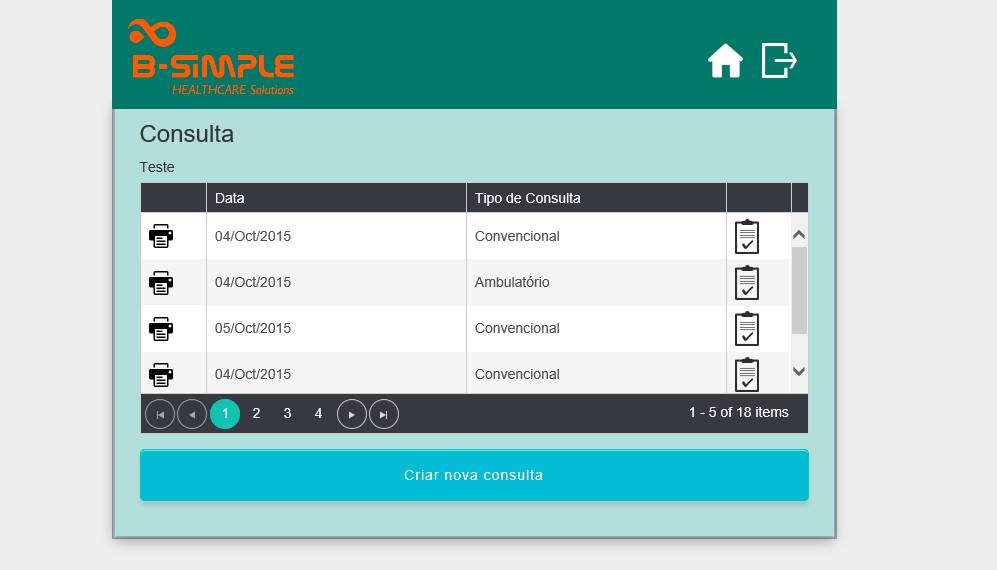 B-SiMPLE
HEALTHCARE Solutions
Consulta
Teste
Data Tipo de Consulta
04/Oct/2015 Convencional
04/Oct/2015 Ambulatório
05/Oct/2015 Convencional
04/Oct/2015 Convencional
1 2 3 4 1 - 5 of 18 items
Criar nova consulta